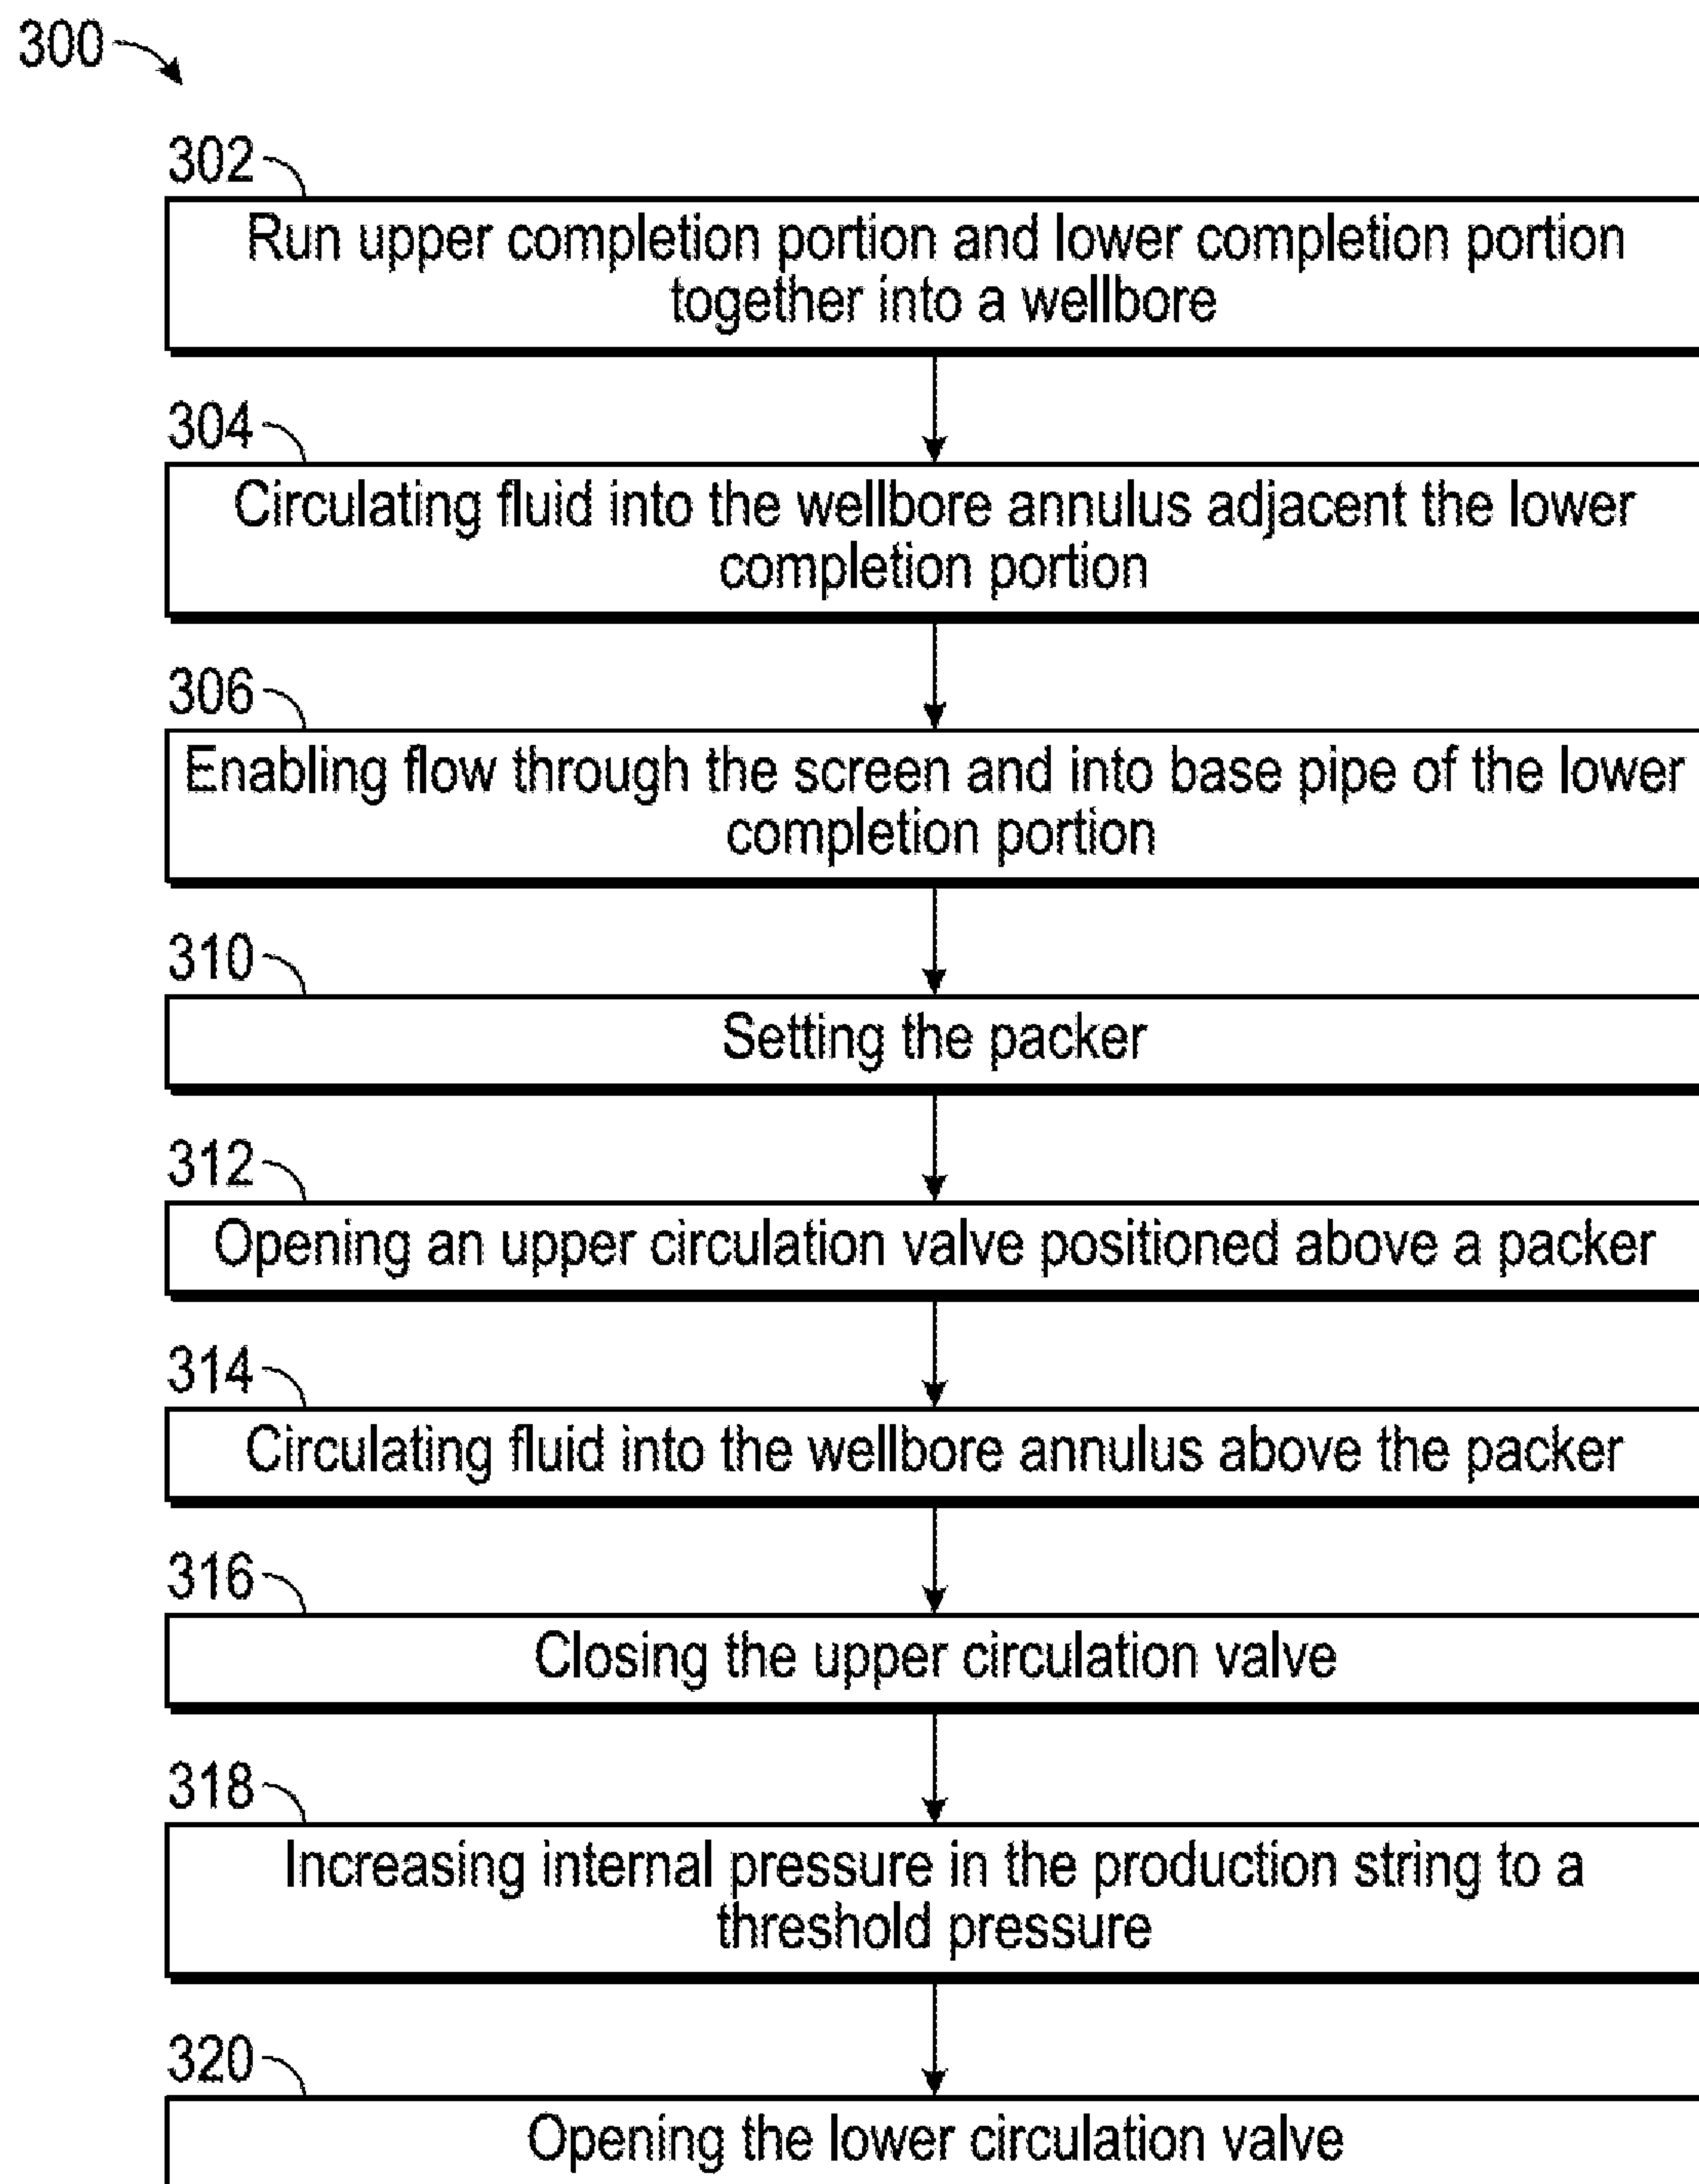 300
302
Run upper completion portion and lower completion portion
together into a wellbore
304
Circulating fluid into the wellbore annulus adjacent the lower
completion portion
306
Enabling flow through the screen and into base pipe of the lower
completion portion
310
Setting the packer
312
Opening an upper circulation valve positioned above a packer
314
Circulating fluid into the wellbore annulus above the packer
316
Closing the upper circulation valve
318
Increasing internal pressure in the production string to a
threshold pressure
320
Opening the lower circulation valve